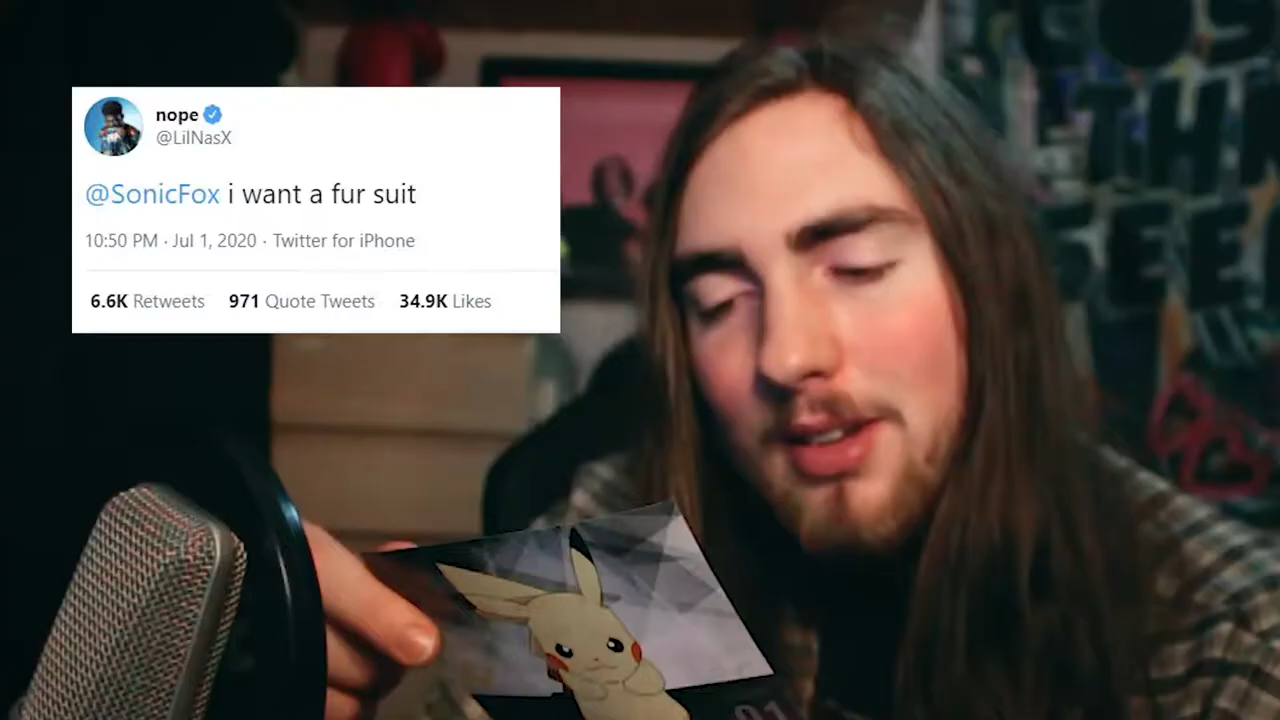 nope
@LilNasX
@SonicFox i want a fur suit
10:50 PM · Jul 1, 2020 · Twitter for iPhone
6.6K Retweets 971 Quote Tweets 34.9K Likes
01